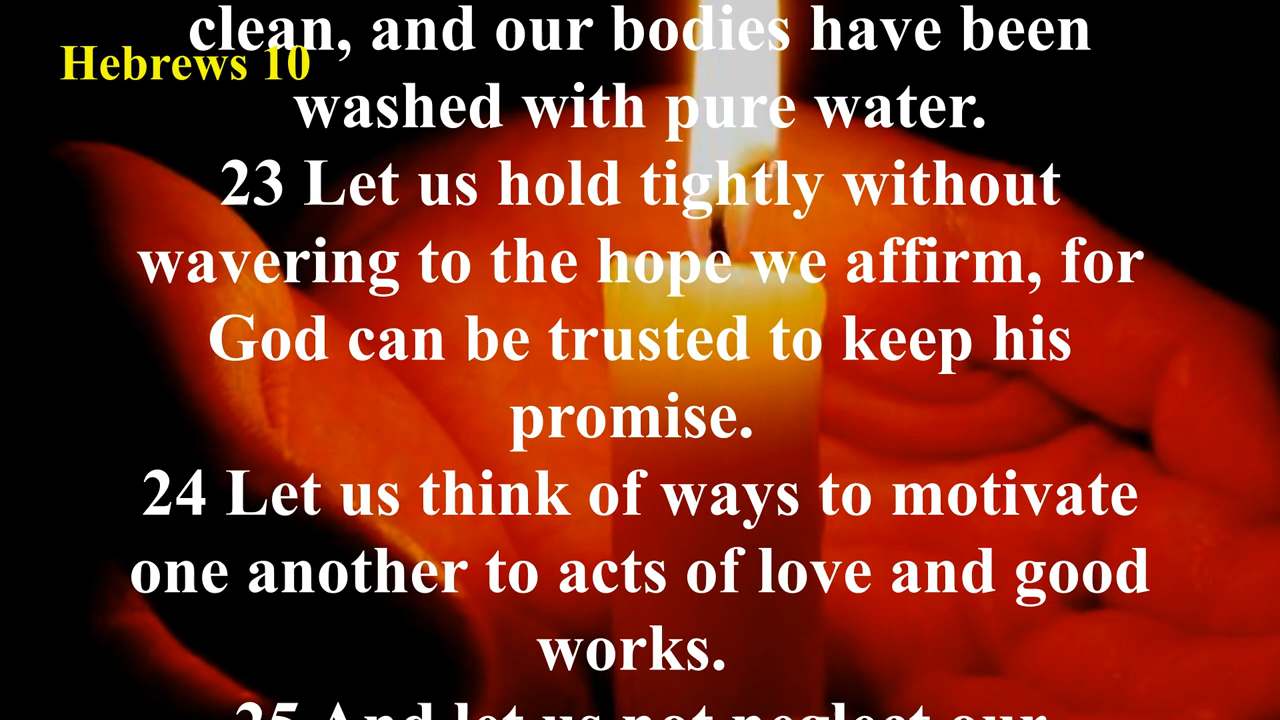 clean, and our bodies have been
Hebrews 10
washed with pure water.
23 Let us hold tightly without
wavering to the hope we affirm, for
God can be trusted to keep his
promise.
24 Let us think of ways to motivate
one another to acts of love and good
works.
25 And let us not neglect our